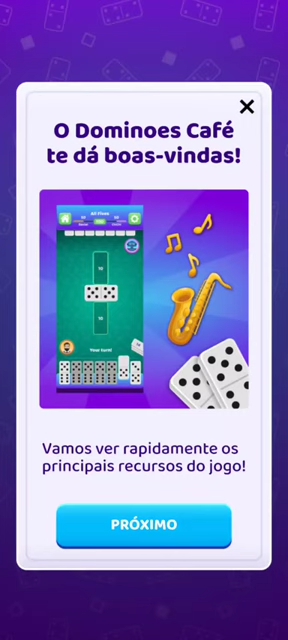 O Dominoes Café
te dá boas-vindas!
All Fives
Your turn!
Vamos ver rapidamente os
principais recursos do jogo!
PRÓXIMO